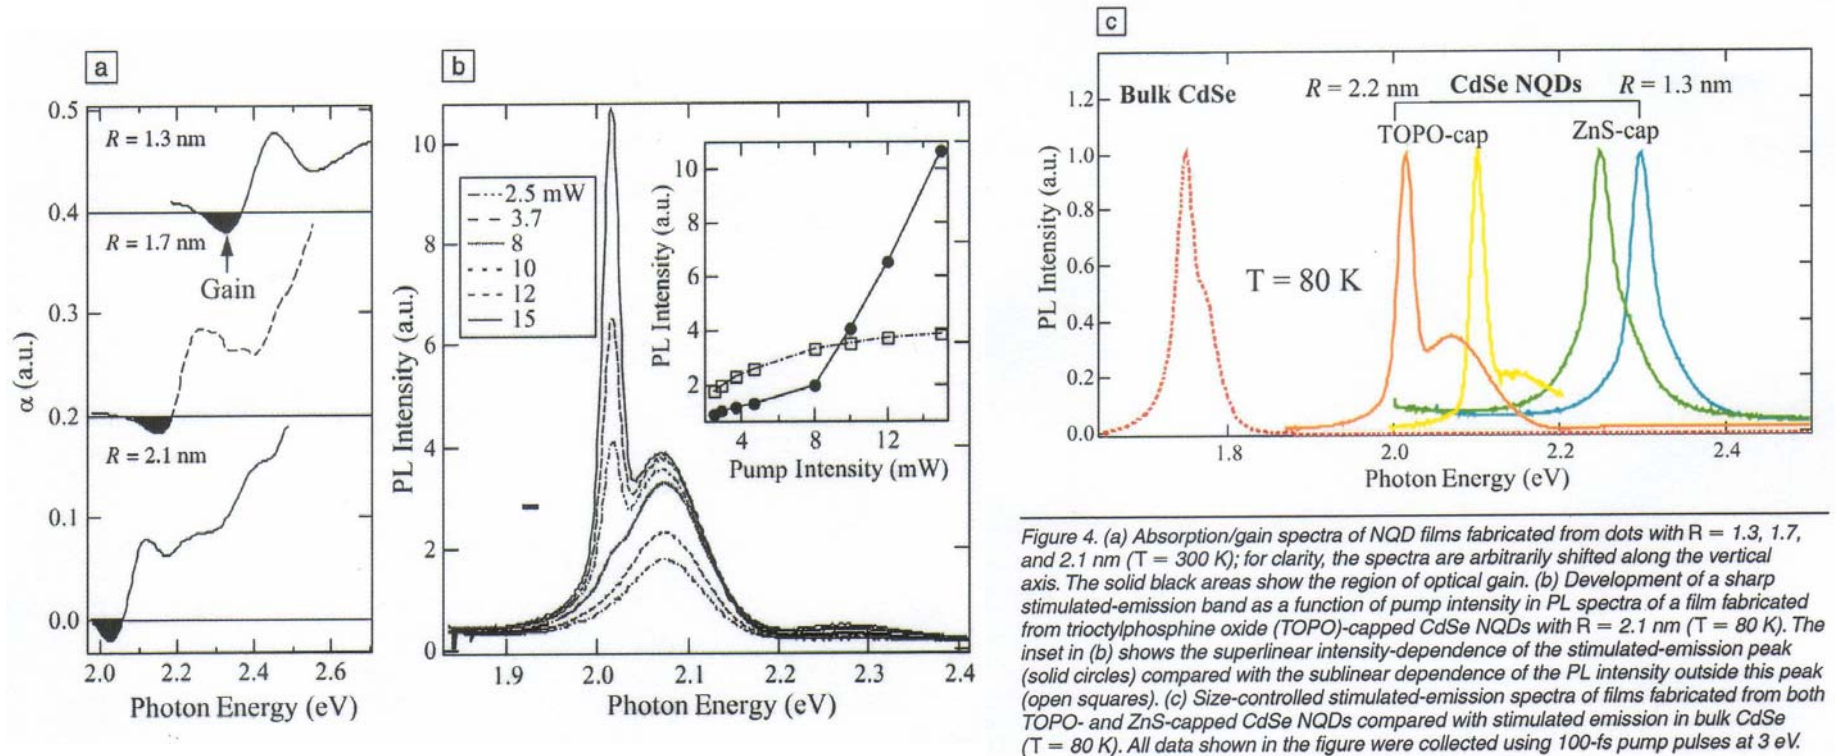 a
α (a.u.)
0.5
0.4
0.3
0.2
0.1
0.0
R = 1.3 nm
R = 1.7 nm
Gain
R = 2.1 nm
2.0 2.2 2.4 2.6
Photon Energy (eV)
b
PL Intensity (a.u.)
10
8
6
4
2
0
2.5 mW
3.7
8
10
12
15
PL Intensity (a.u.)
10
8
6
4
2
4 8 12
Pump Intensity (mW)
1.9 2.0 2.1 2.2 2.3 2.4
Photon Energy (eV)
c
PL Intensity (a.u.)
1.2
1.0
0.8
0.6
0.4
0.2
0.0
Bulk CdSe
R = 2.2 nm CdSe NQDs R = 1.3 nm
TOPO-cap ZnS-cap
T = 80 K
1.8 2.0 2.2 2.4
Photon Energy (eV)
Figure 4. (a) Absorption/gain spectra of NQD films fabricated from dots with R = 1.3, 1.7,
and 2.1 nm (T = 300 K); for clarity, the spectra are arbitrarily shifted along the vertical
axis. The solid black areas show the region of optical gain. (b) Development of a sharp
stimulated-emission band as a function of pump intensity in PL spectra of a film fabricated
from trioctylphosphine oxide (TOPO)-capped CdSe NQDs with R = 2.1 nm (T = 80 K). The
inset in (b) shows the superlinear intensity-dependence of the stimulated-emission peak
(solid circles) compared with the sublinear dependence of the PL intensity outside this peak
(open squares). (c) Size-controlled stimulated-emission spectra of films fabricated from both
TOPO- and ZnS-capped CdSe NQDs compared with stimulated emission in bulk CdSe
(T = 80 K). All data shown in the figure were collected using 100-fs pump pulses at 3 eV.